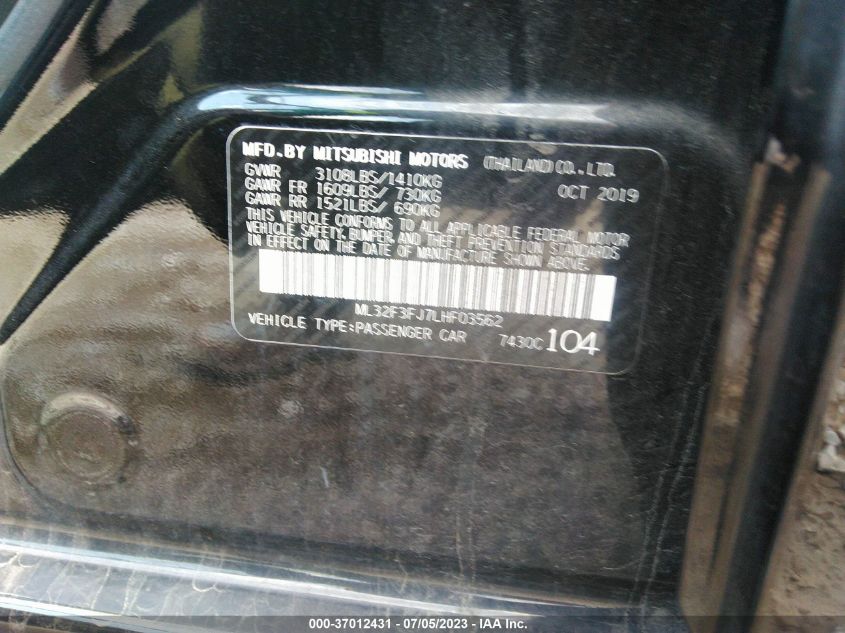 MFD.BY MITSUBISHI MOTORS (THAILAND) CO., LTD.
GVWR 3108LBS/1410KG OCT 2019
GAWR FR 1609LBS/ 730KG
GAWR RR 1521LBS/ 690KG
THIS VEHICLE CONFORMS TO ALL APPLICABLE FEDERAL MOTOR
VEHICLE SAFETY, BUMPER, AND THEFT PREVENTION STANDARDS
IN EFFECT ON THE DATE OF MANUFACTURE SHOWN ABOVE.
ML32F3FJ7LHF03562
VEHICLE TYPE:PASSENGER CAR 7430C 104
000-37012431 - 07/05/2023 - © IAA Inc.